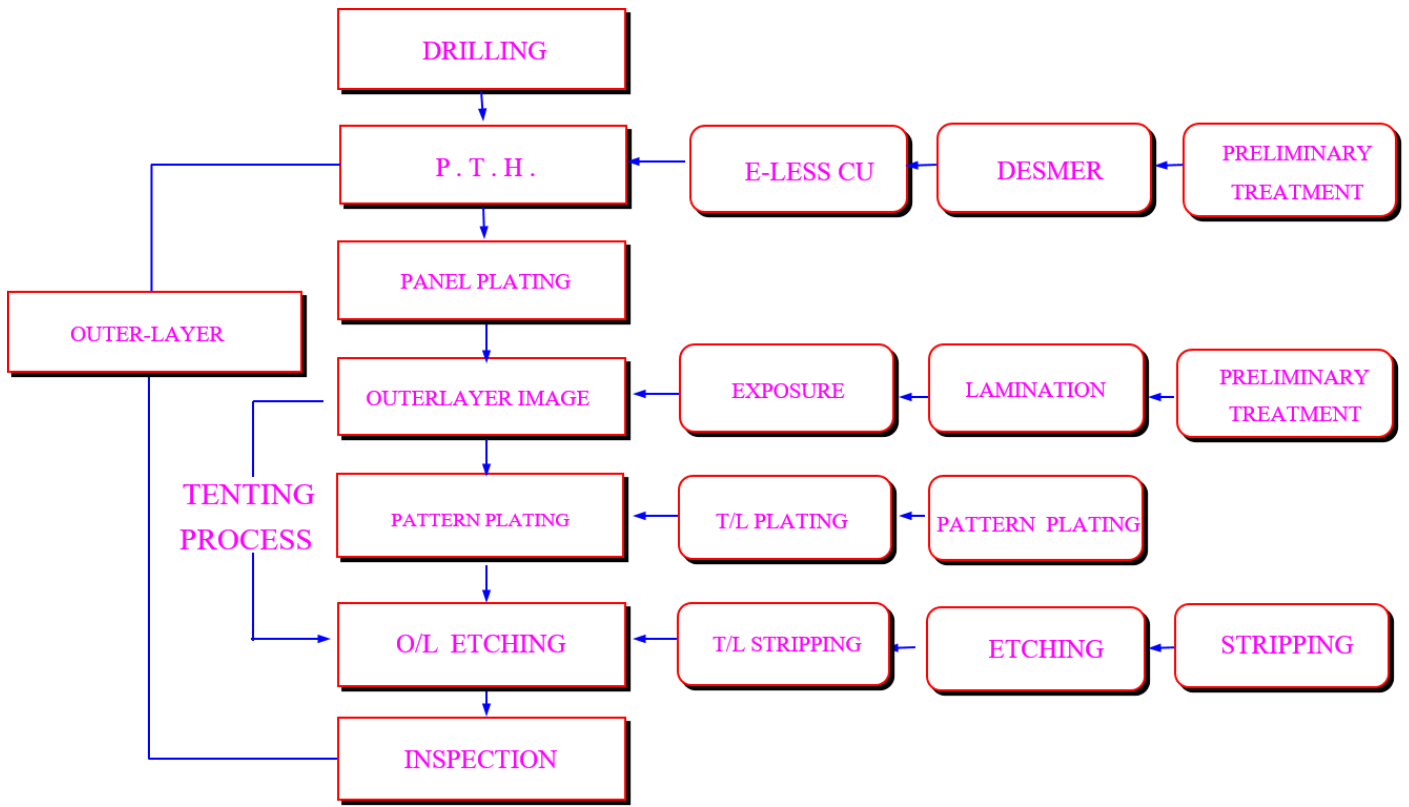 DRILLING
P . T . H .
E-LESS CU
DESMER
PRELIMINARY
TREATMENT
PANEL PLATING
OUTER-LAYER
OUTERLAYER IMAGE
EXPOSURE
LAMINATION
PRELIMINARY
TREATMENT
TENTING
PROCESS
PATTERN PLATING
T/L PLATING
PATTERN PLATING
O/L ETCHING
T/L STRIPPING
ETCHING
STRIPPING
INSPECTION